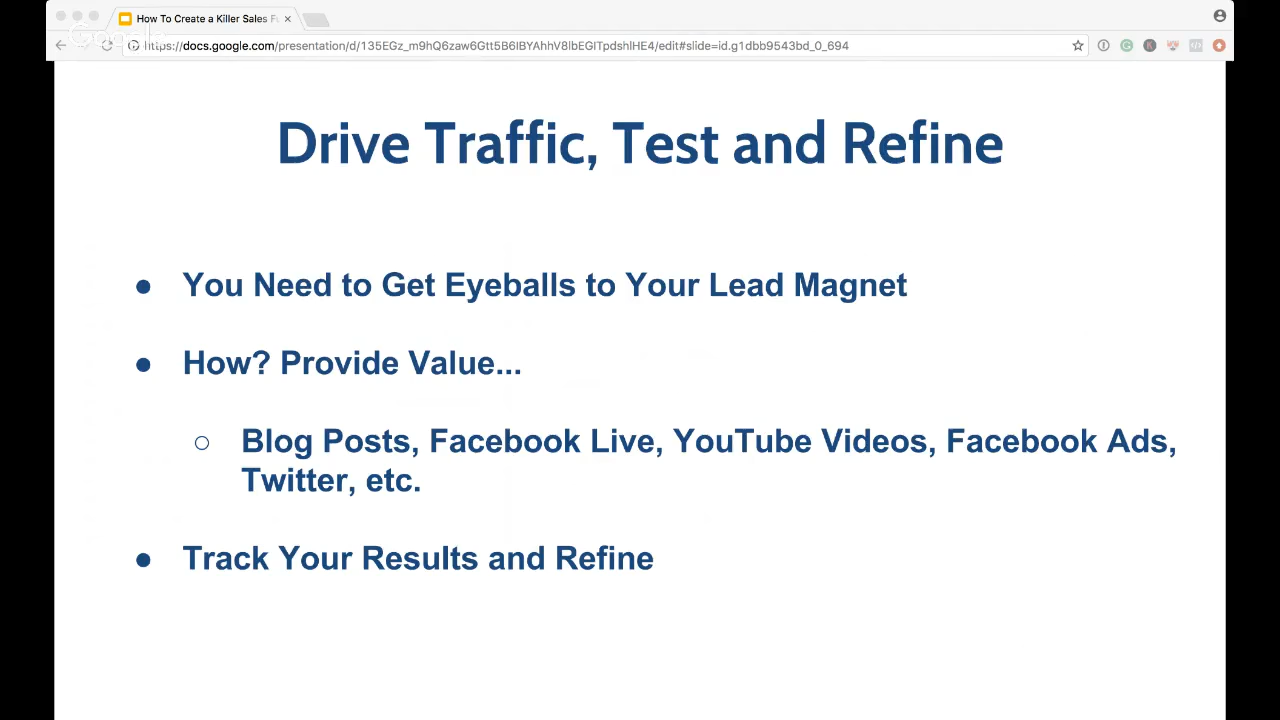 How To Create a Killer Sales F
Google
https://docs.google.com/presentation/d/135EGz_m9hQ6zaw6Gtt5B6lBYAhhV8lbEGlTpdshlHE4/edit#slide=id.g1dbb9543bd_0_694
Drive Traffic, Test and Refine
● You Need to Get Eyeballs to Your Lead Magnet
● How? Provide Value...
○ Blog Posts, Facebook Live, YouTube Videos, Facebook Ads,
Twitter, etc.
● Track Your Results and Refine